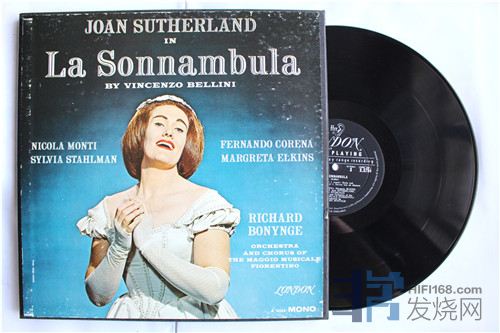 JOAN SUTHERLAND
IN
La Sonnambula
BY VINCENZO BELLINI
NICOLA MONTI
SYLVIA STAHLMAN
FERNANDO CORENA
MARGRETA ELKINS
RICHARD
BONYNGE
ORCHESTRA
AND CHORUS OF
THE MAGGIO MUSICALE
FIORENTINO
LONDON
MONO
PLAYING
HIFI168.com
发烧网